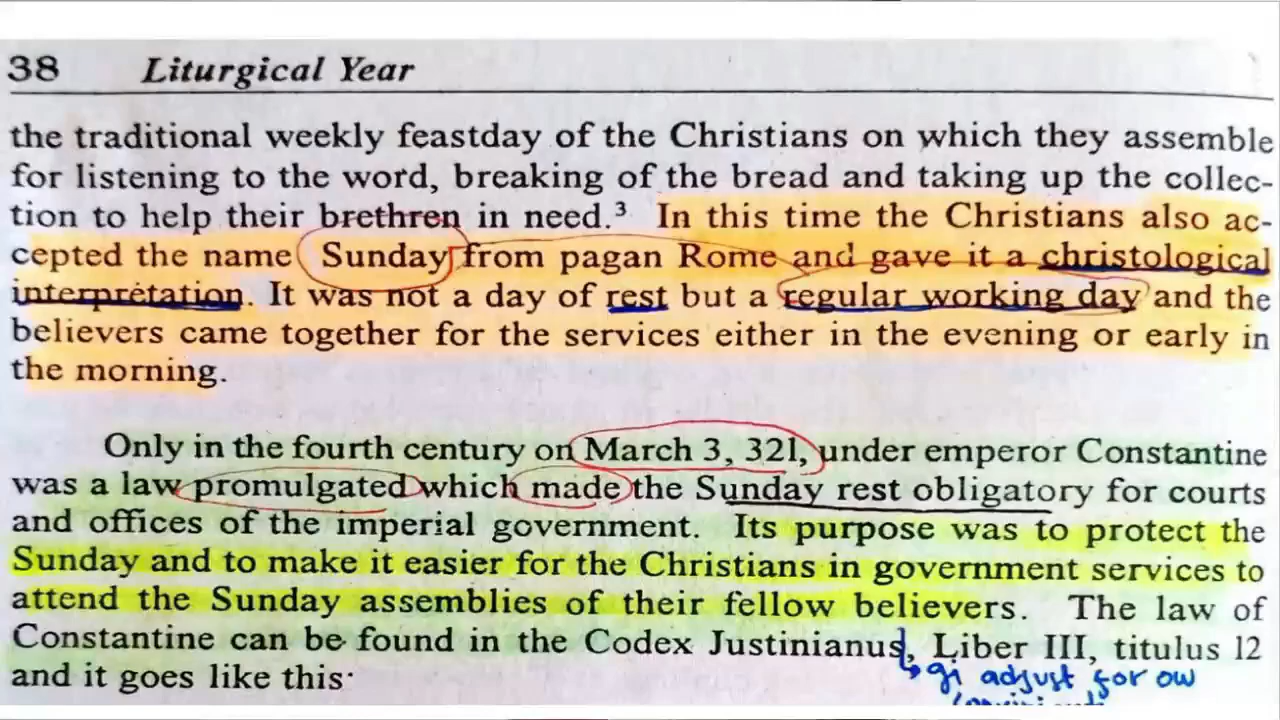 38 Liturgical Year
the traditional weekly feastday of the Christians on which they assemble
for listening to the word, breaking of the bread and taking up the collec-
tion to help their brethren in need.³ In this time the Christians also ac-
cepted the name Sunday from pagan Rome and gave it a christological
interpretation. It was not a day of rest but a regular working day and the
believers came together for the services either in the evening or early in
the morning.
Only in the fourth century on March 3, 321, under emperor Constantine
was a law promulgated which made the Sunday rest obligatory for courts
and offices of the imperial government. Its purpose was to protect the
Sunday and to make it easier for the Christians in government services to
attend the Sunday assemblies of their fellow believers. The law of
Constantine can be found in the Codex Justinianus, Liber III, titulus 12
and it goes like this:
gi adjust for ow